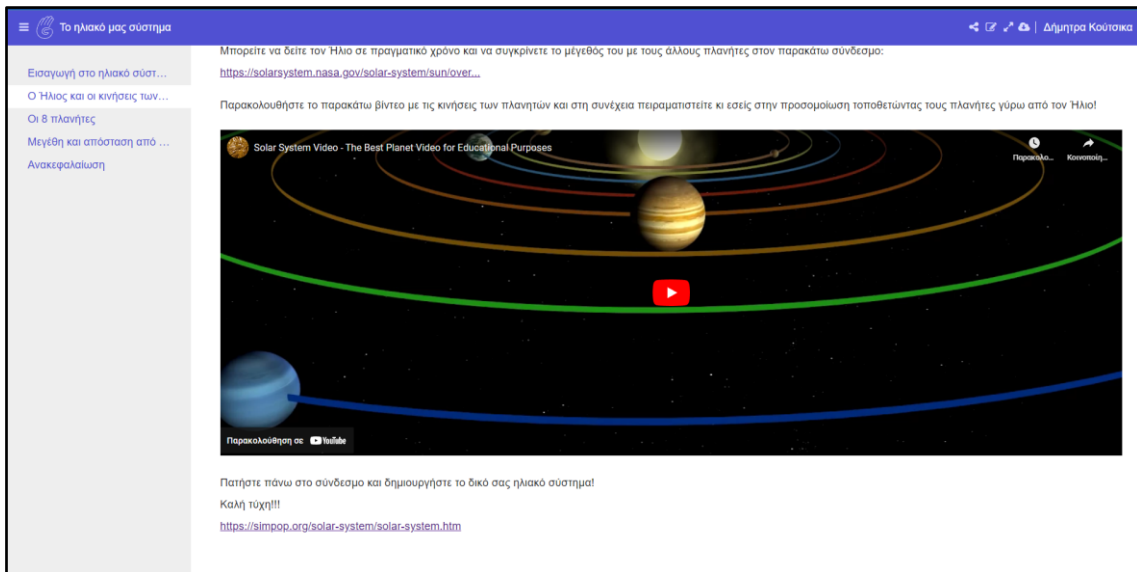 Το ηλιακό μας σύστημα
Δήμητρα Κούτσικα
Εισαγωγή στο ηλιακό σύστ...
Ο Ήλιος και οι κινήσεις των...
Οι 8 πλανήτες
Μεγέθη και απόσταση από ...
Ανακεφαλαίωση
Μπορείτε να δείτε τον Ήλιο σε πραγματικό χρόνο και να συγκρίνετε το μέγεθός του με τους άλλους πλανήτες στον παρακάτω σύνδεσμο:
https://solarsystem.nasa.gov/solar-system/sun/over...
Παρακολουθήστε το παρακάτω βίντεο με τις κινήσεις των πλανητών και στη συνέχεια πειραματιστείτε κι εσείς στην προσομοίωση τοποθετώντας τους πλανήτες γύρω από τον Ήλιο!
Solar System Video - The Best Planet Video for Educational Purposes
Παρακολο...
Κοινοποίη...
Παρακολούθηση σε YouTube
Πατήστε πάνω στο σύνδεσμο και δημιουργήστε το δικό σας ηλιακό σύστημα!
Καλή τύχη!!!
https://simpop.org/solar-system/solar-system.htm